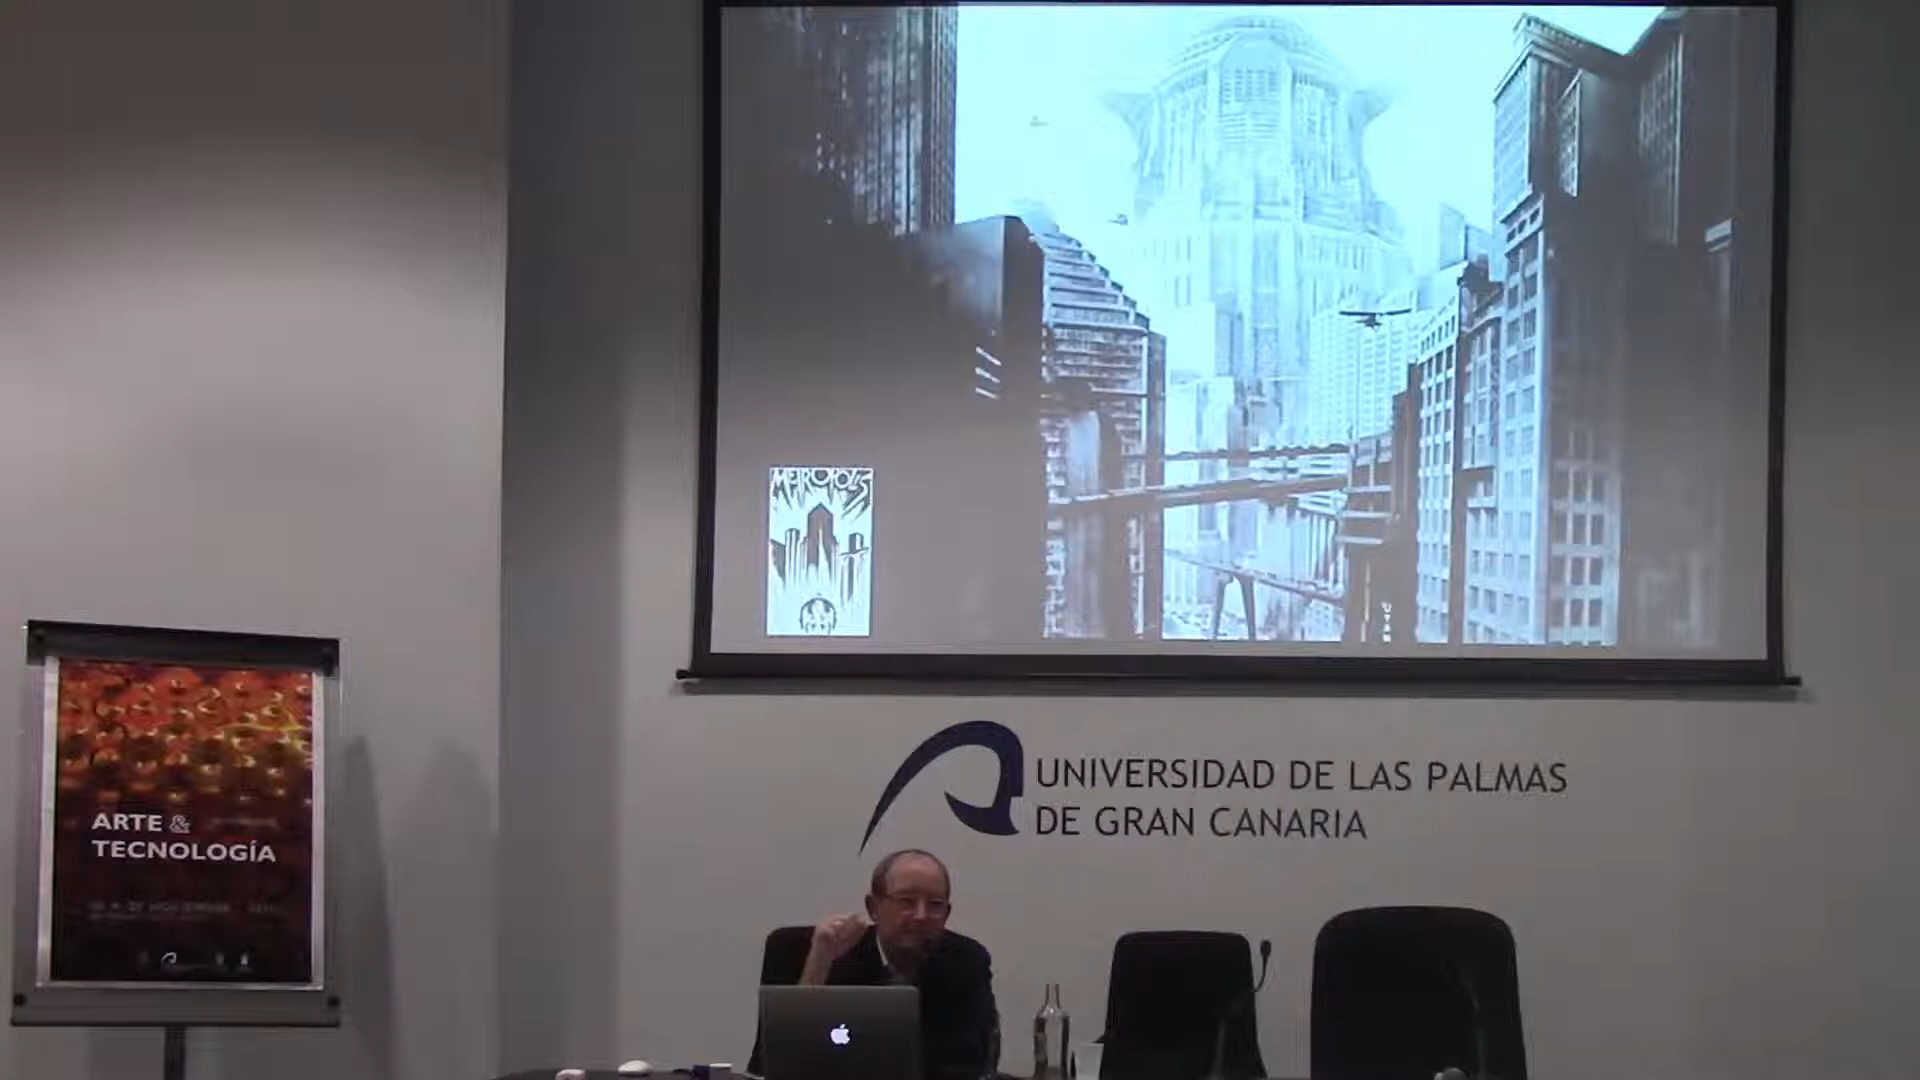 METROPOLIS
UNIVERSIDAD DE LAS PALMAS
DE GRAN CANARIA
ARTE &
TECNOLOGÍA